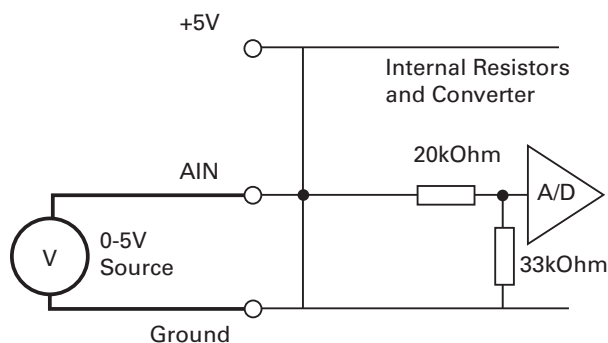 +5V
Internal Resistors
and Converter
20kOhm
AIN
A/D
0-5V
Source
V
33kOhm
Ground